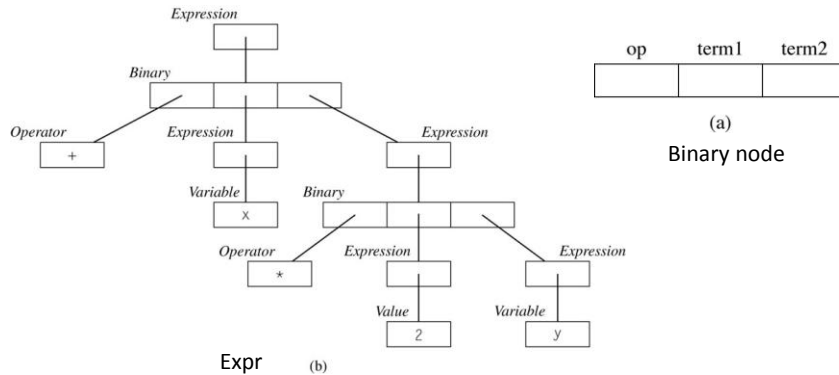 Expression
Binary
Operator
+
Expression
Expression
Variable
x
Binary
Operator
*
Expression
Expression
Value
2
Variable
y
Expr (b)
op term1 term2
(a)
Binary node